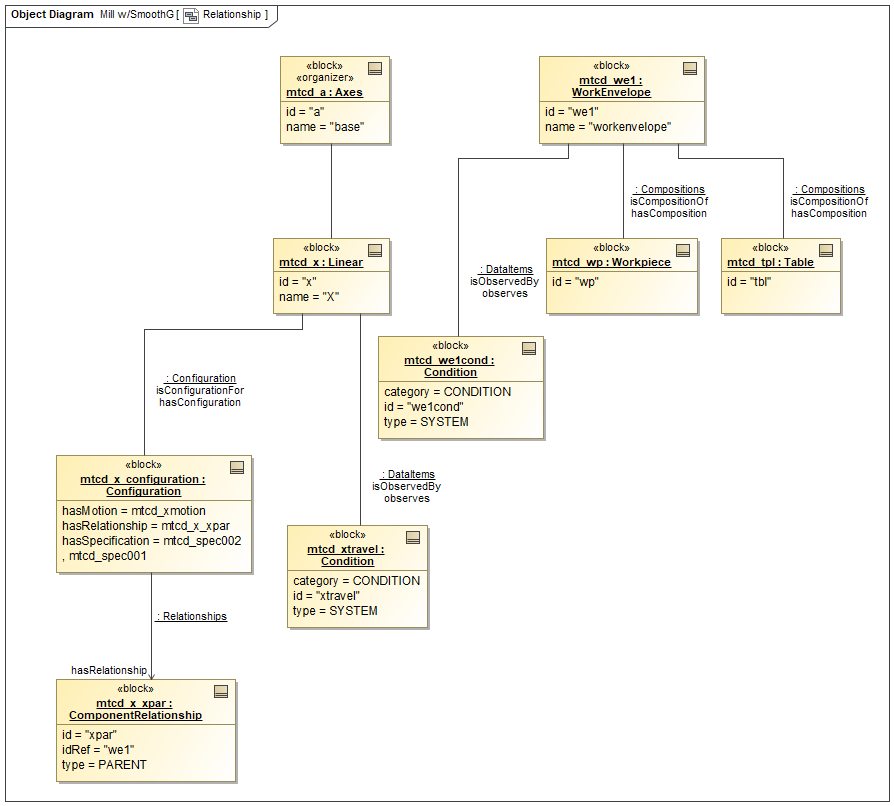 Object Diagram Mill w/SmoothG [ Relationship ]
«block»
«organizer»
mtcd_a : Axes
id = "a"
name = "base"
«block»
mtcd_we1 :
WorkEnvelope
id = "we1"
name = "workenvelope"
: Compositions
isCompositionOf
hasComposition
: Compositions
isCompositionOf
hasComposition
«block»
mtcd_x : Linear
id = "x"
name = "X"
: DataItems
isObservedBy
observes
«block»
mtcd_wp : Workpiece
id = "wp"
«block»
mtcd_tpl : Table
id = "tbl"
«block»
mtcd_we1cond :
Condition
category = CONDITION
id = "we1cond"
type = SYSTEM
: Configuration
isConfigurationFor
hasConfiguration
: DataItems
isObservedBy
observes
«block»
mtcd_x_configuration :
Configuration
hasMotion = mtcd_xmotion
hasRelationship = mtcd_x_xpar
hasSpecification = mtcd_spec002
, mtcd_spec001
«block»
mtcd_xtravel :
Condition
category = CONDITION
id = "xtravel"
type = SYSTEM
: Relationships
hasRelationship
«block»
mtcd_x_xpar :
ComponentRelationship
id = "xpar"
idRef = "we1"
type = PARENT